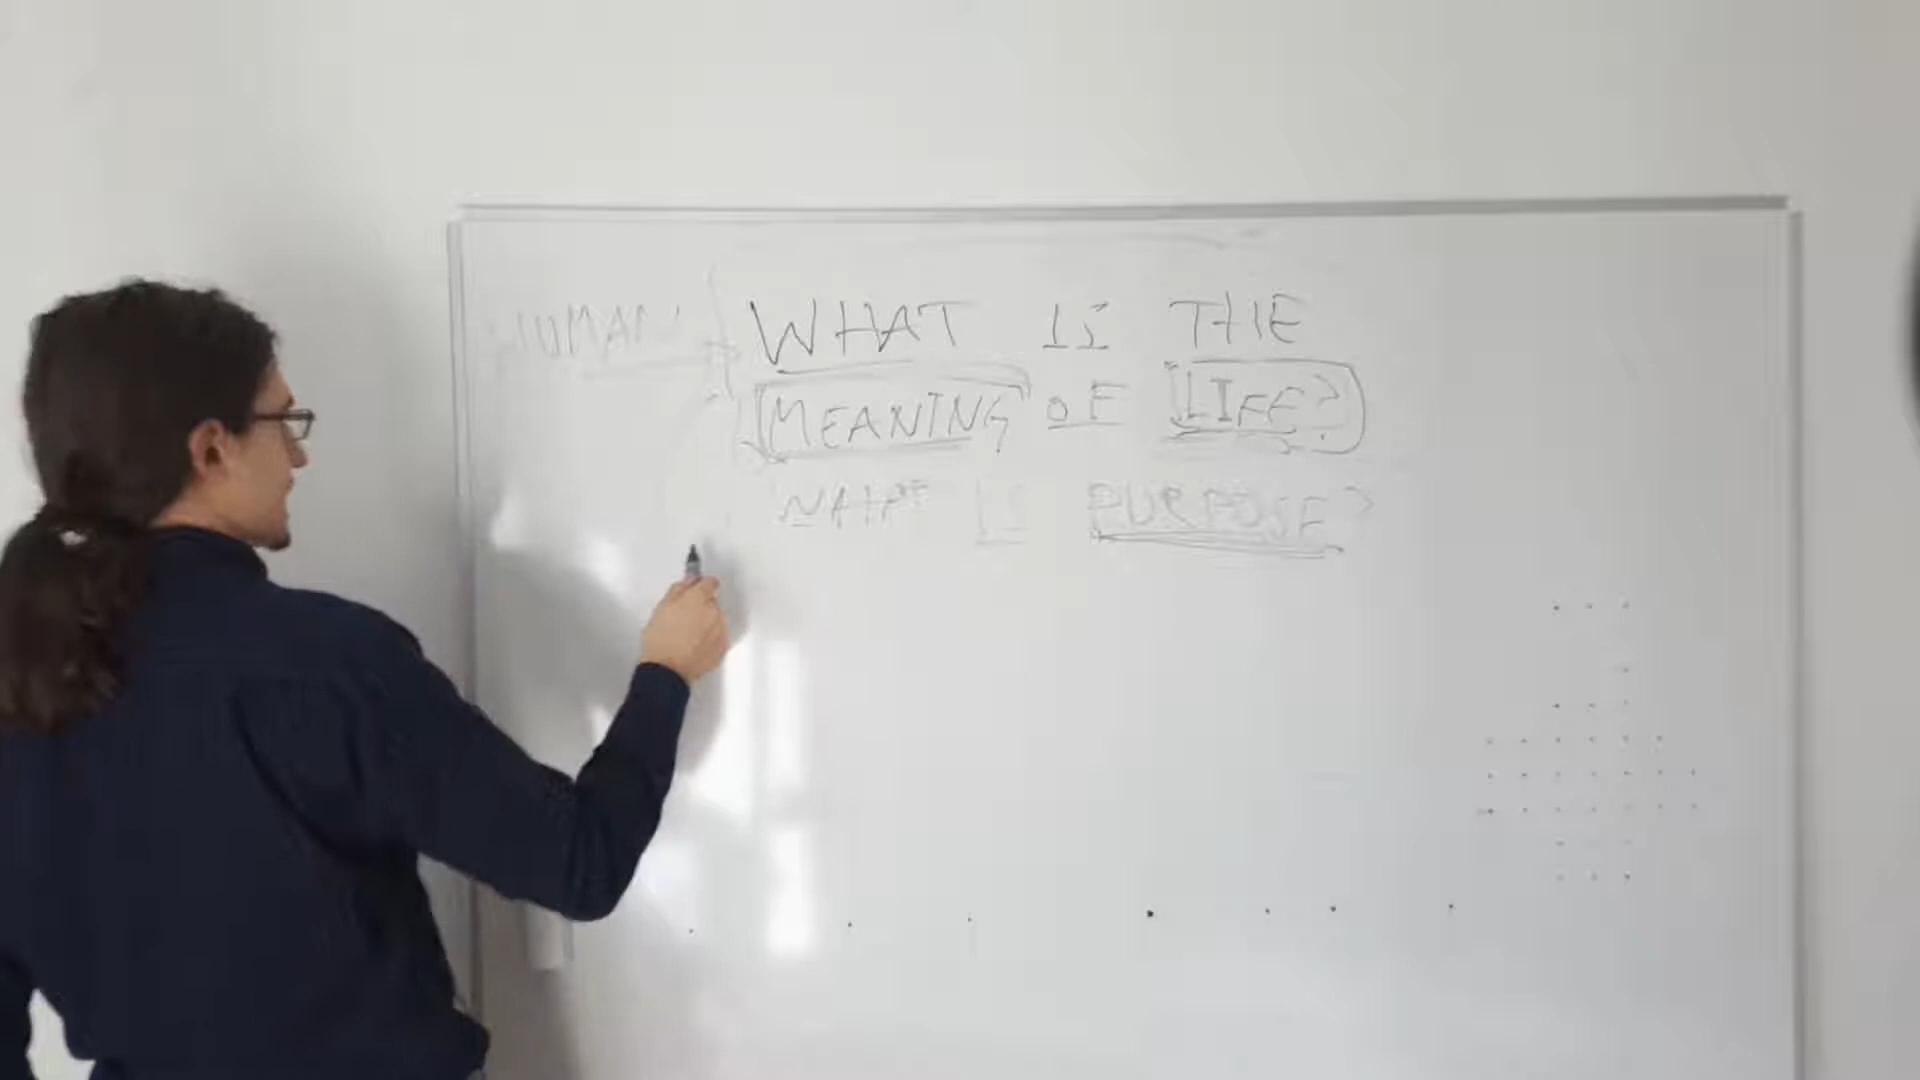 HUMAN WHAT IS THE
MEANING OF LIFE?
WHAT IS PURPOSE?